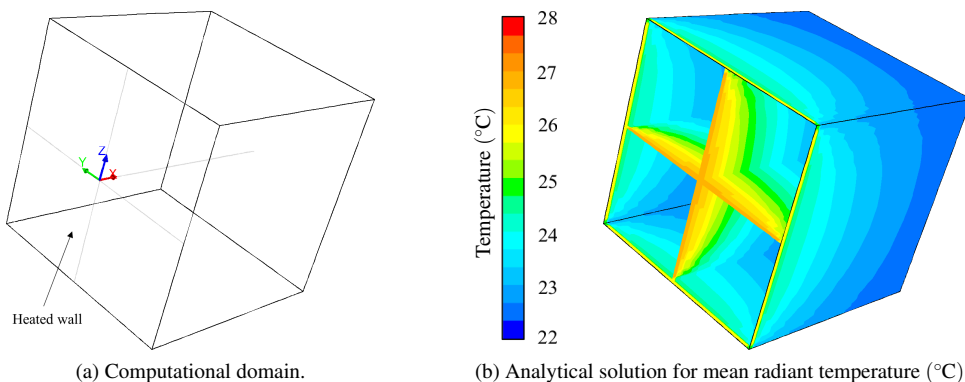 Z
Y
X
Heated wall
(a) Computational domain.
Temperature (°C)
28
27
26
25
24
23
22
(b) Analytical solution for mean radiant temperature (°C)